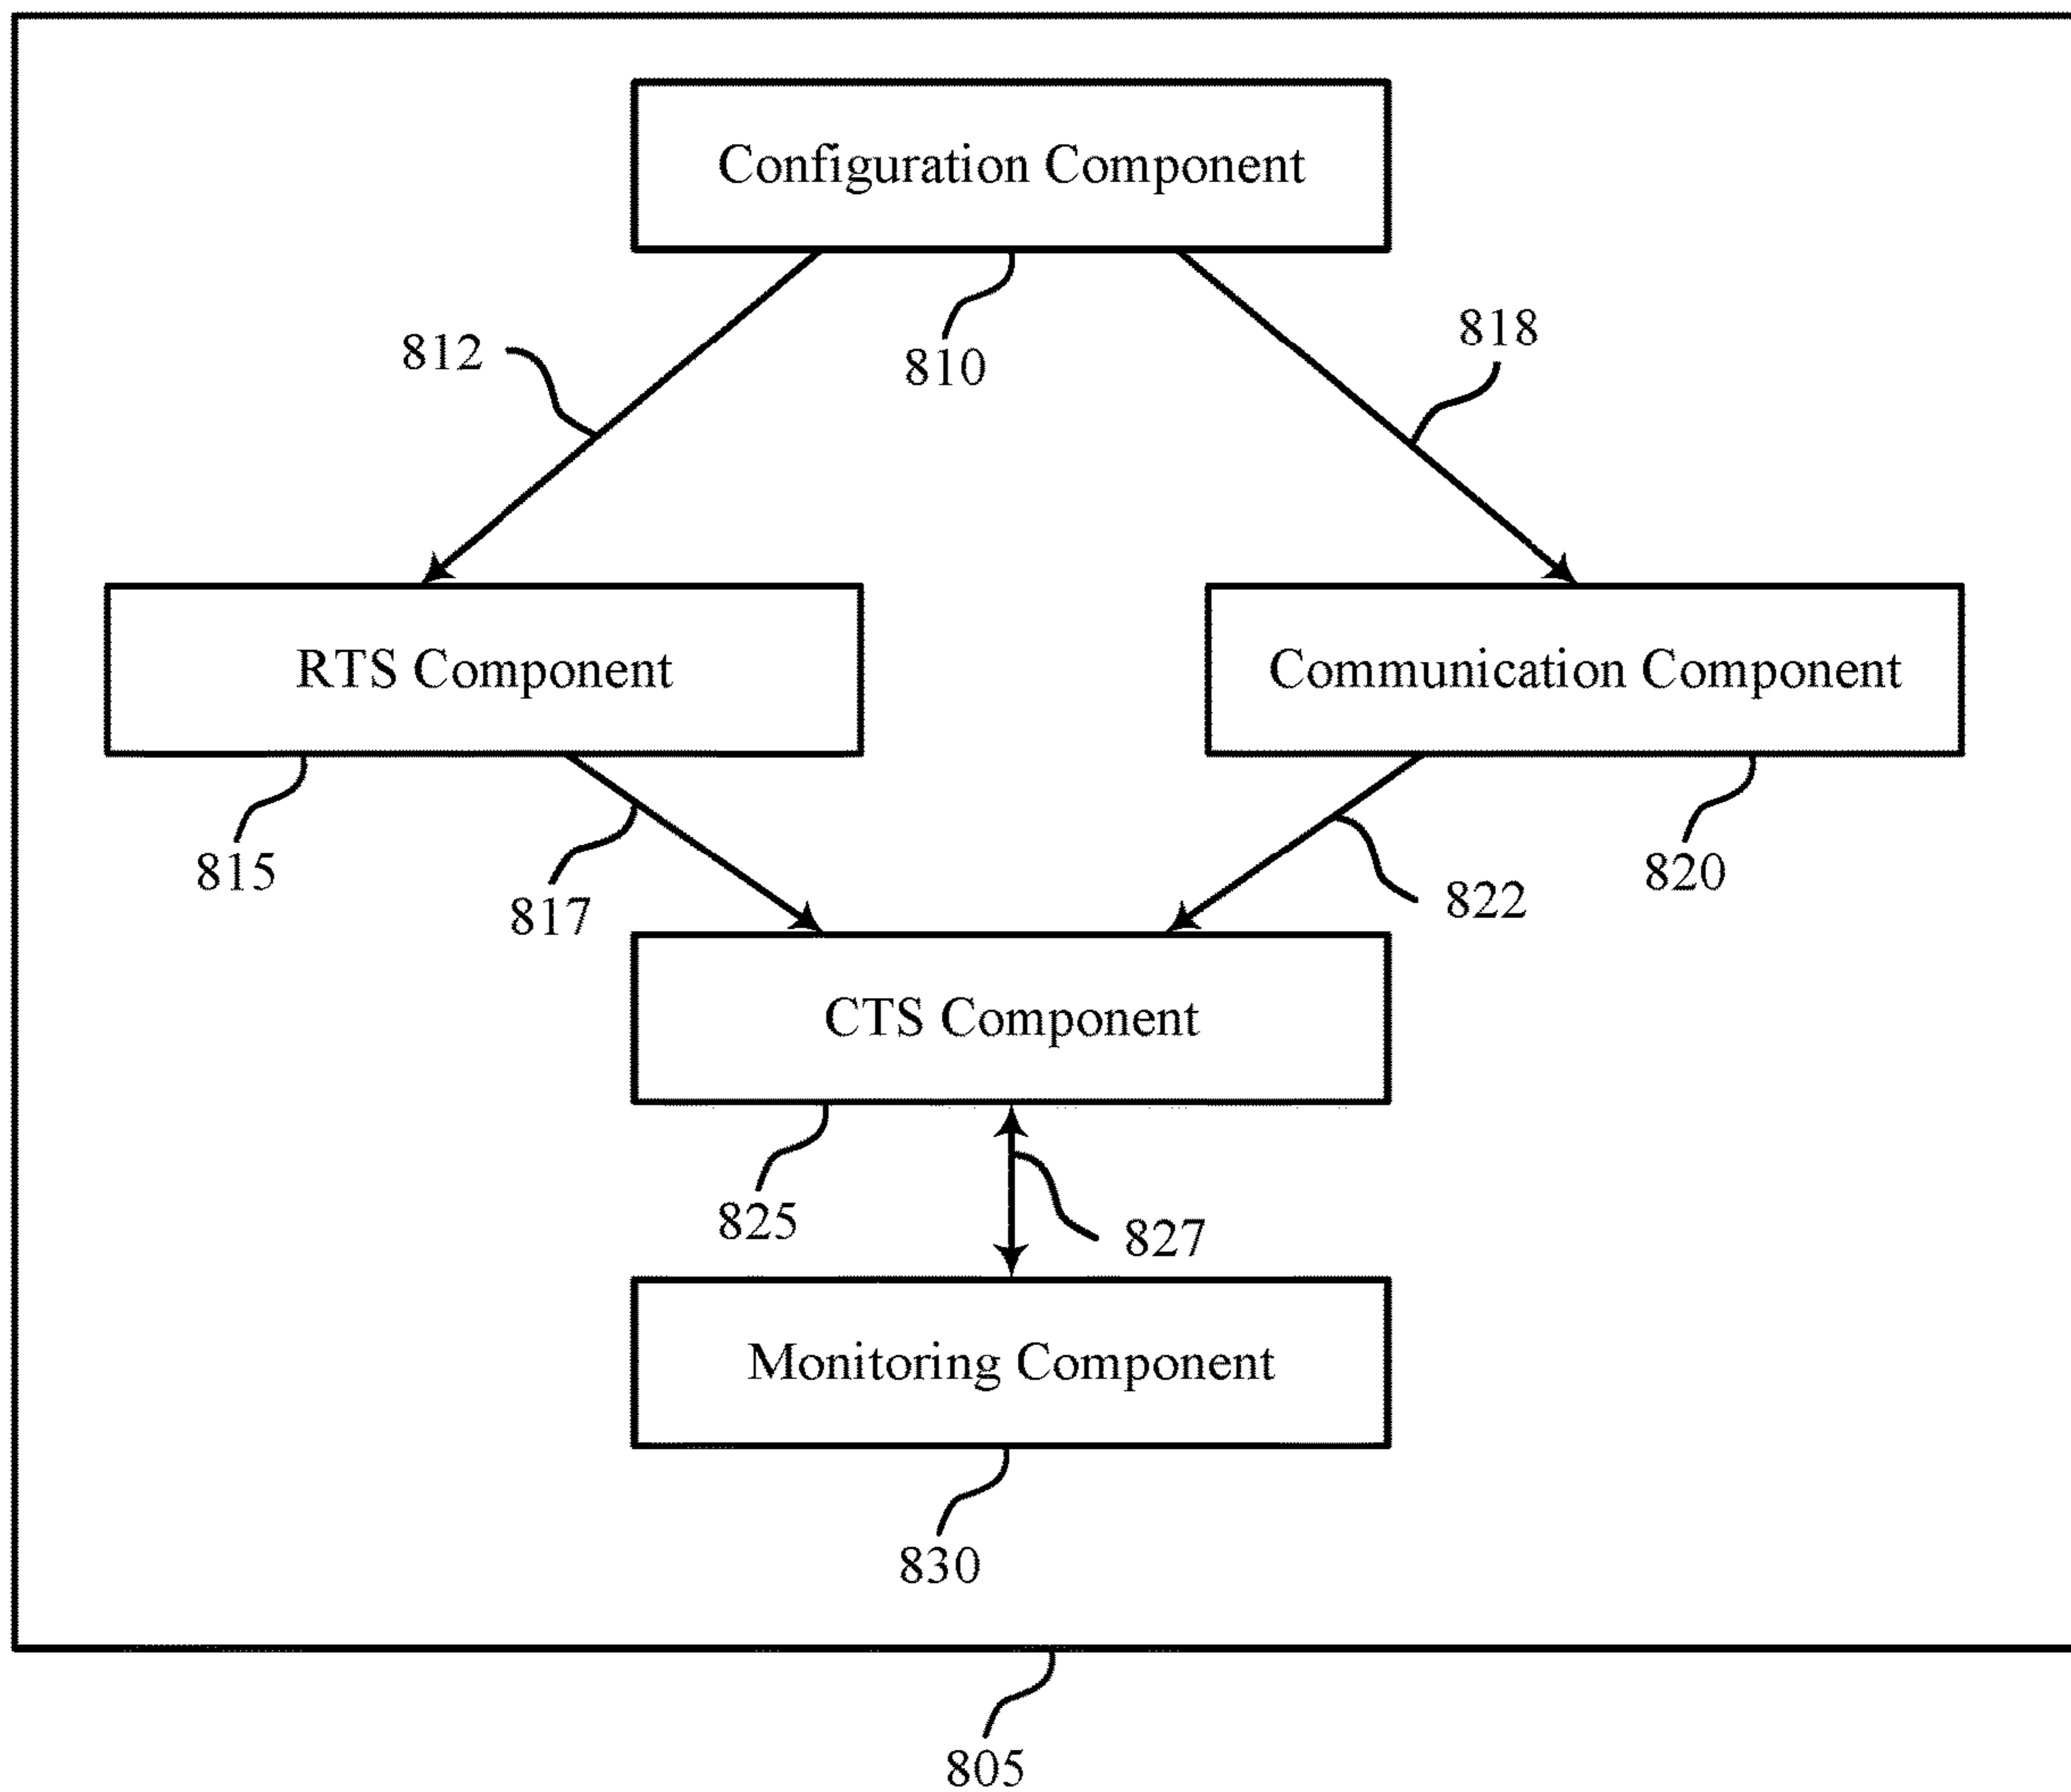 Configuration Component
812
810
818
RTS Component
Communication Component
815
817
822
820
CTS Component
825
827
Monitoring Component
830
805